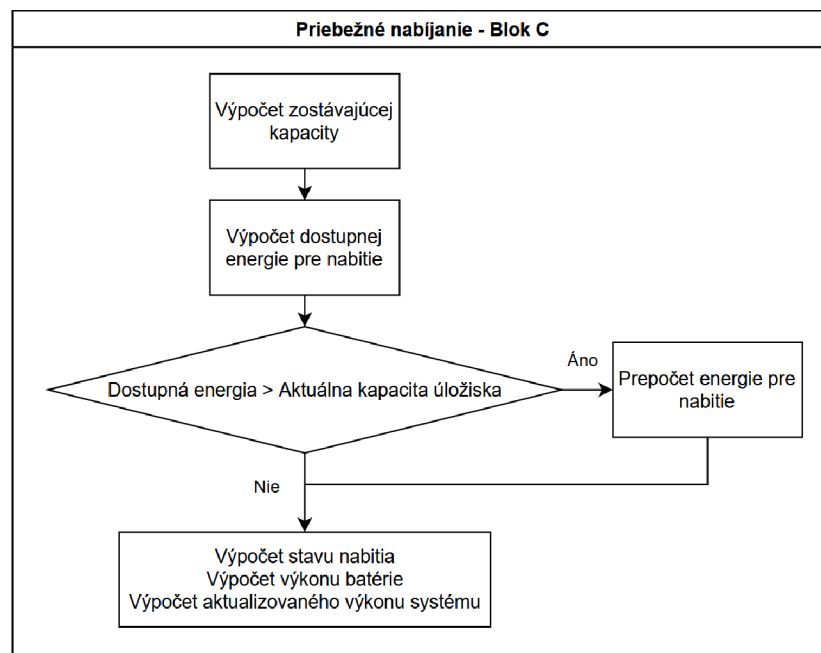 Priebežné nabíjanie - Blok C
Výpočet zostávajúcej
kapacity
Výpočet dostupnej
energie pre nabitie
Dostupná energia > Aktuálna kapacita úložiska
Áno
Prepočet energie pre
nabitie
Nie
Výpočet stavu nabitia
Výpočet výkonu batérie
Výpočet aktualizovaného výkonu systému